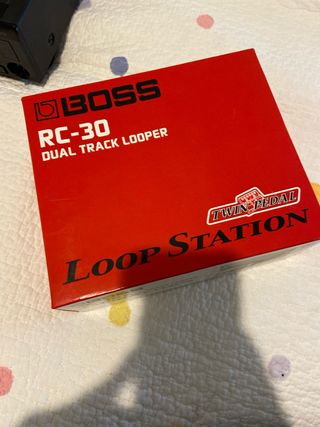 BOSS
RC-30
DUAL TRACK LOOPER
TWIN PEDAL
LOOP STATION